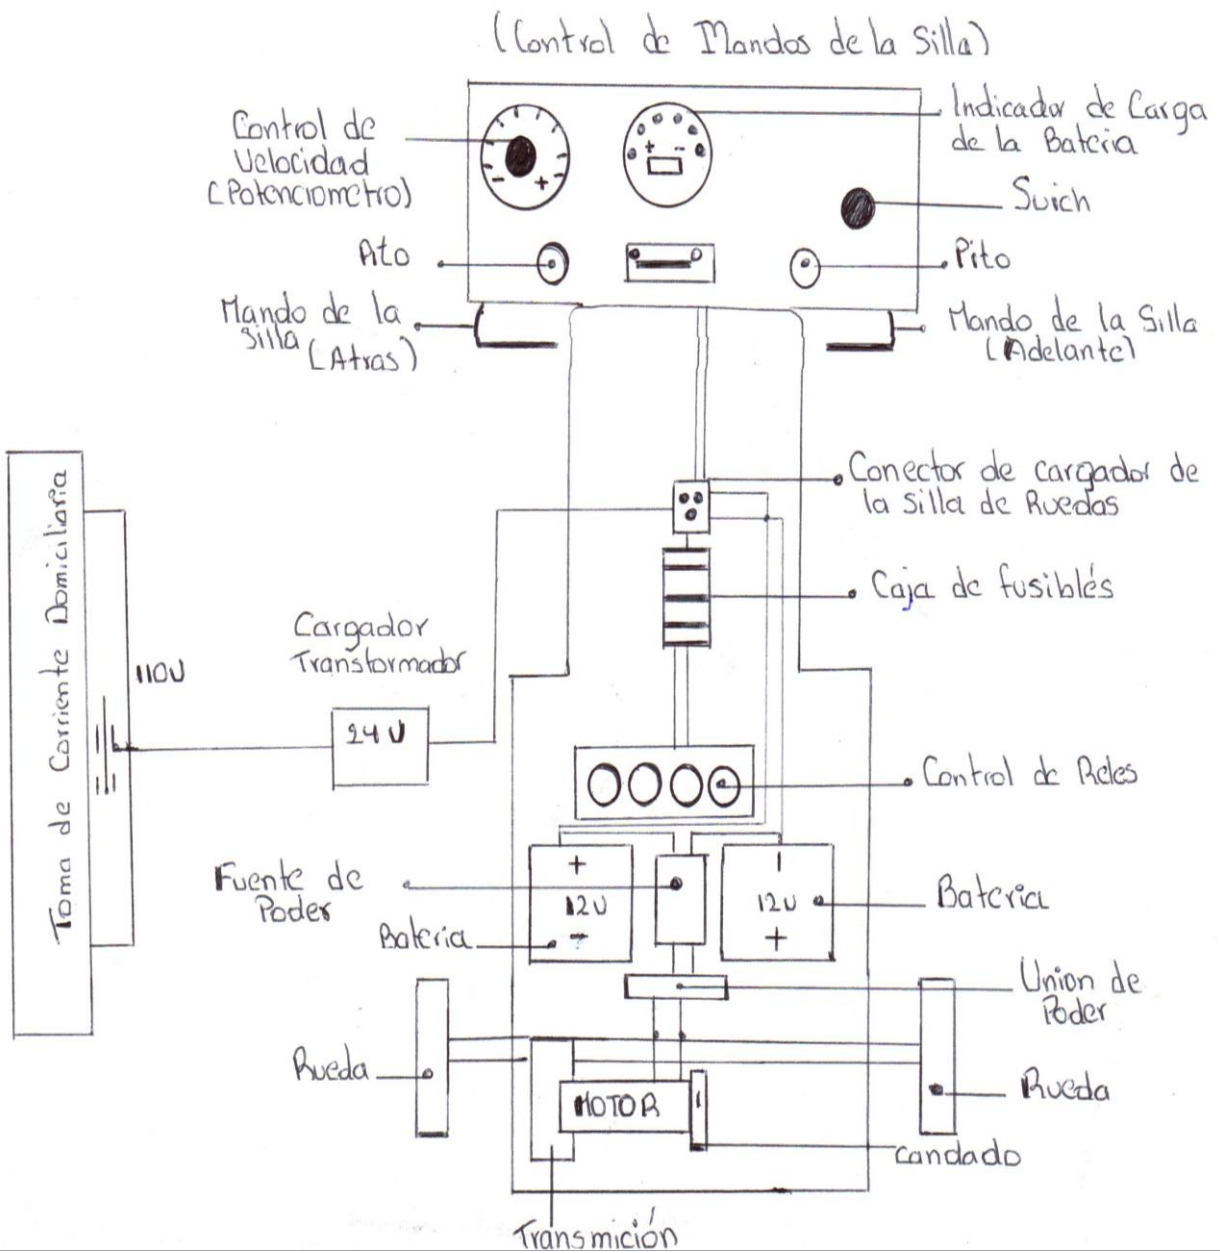 (Control de Mandos de la Silla)
Control de
Velocidad
(Potenciometro)
Indicador de Carga
de la Bateria
- +
+ -
Suich
Ato
Pito
Mando de la
Silla
(Atras)
Mando de la Silla
(Adelante)
Conector de cargador de
la Silla de Ruedas
Caja de fusiblés
Toma de Corriente Domiciliaria
110V
Cargador
Transformador
24 V
Control de Reles
Fuente de
Poder
+
12V
-
Bateria
-
12V
+
Bateria
Union de
Poder
Rueda
MOTOR
Rueda
Candado
Transmición